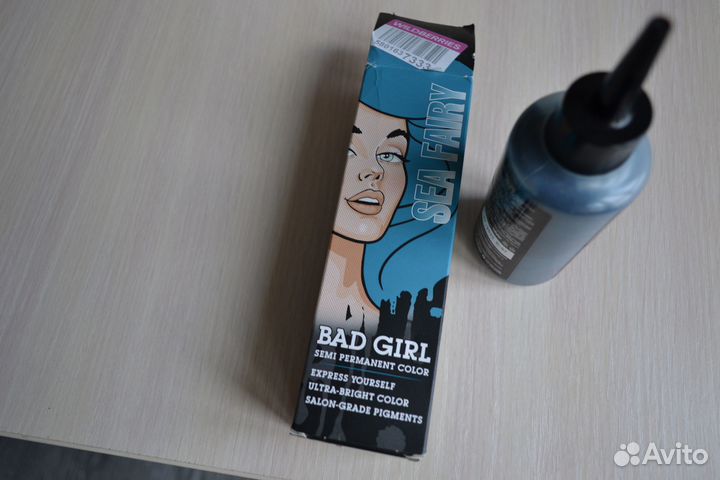 WILDBERRIES
SEA FAIRY
BAD GIRL
SEMI PERMANENT COLOR
EXPRESS YOURSELF
ULTRA-BRIGHT COLOR
SALON-GRADE PIGMENTS
Avito